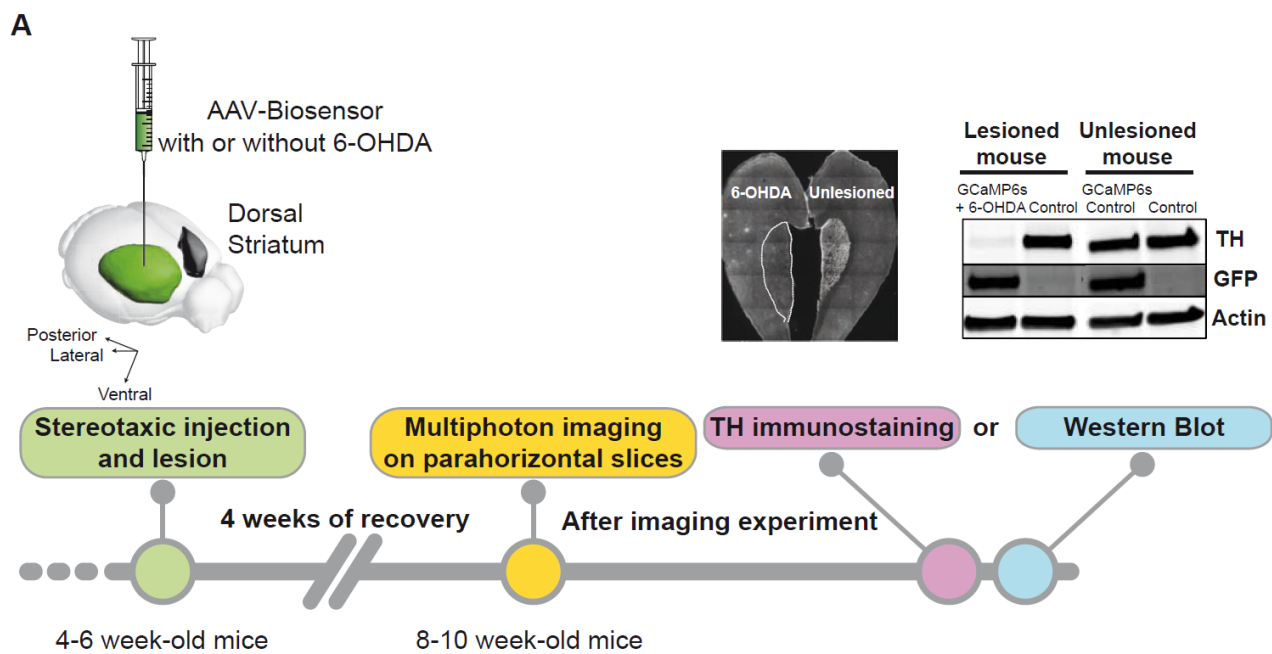 A
AAV-Biosensor
with or without 6-OHDA
Dorsal
Striatum
Posterior
Lateral
Ventral
6-OHDA
Unlesioned
Lesioned
mouse
Unlesioned
mouse
GCaMP6s
+ 6-OHDA
Control
GCaMP6s
Control
Control
TH
GFP
Actin
Stereotaxic injection
and lesion
Multiphoton imaging
on parahorizontal slices
TH immunostaining
or
Western Blot
4 weeks of recovery
After imaging experiment
4-6 week-old mice
8-10 week-old mice